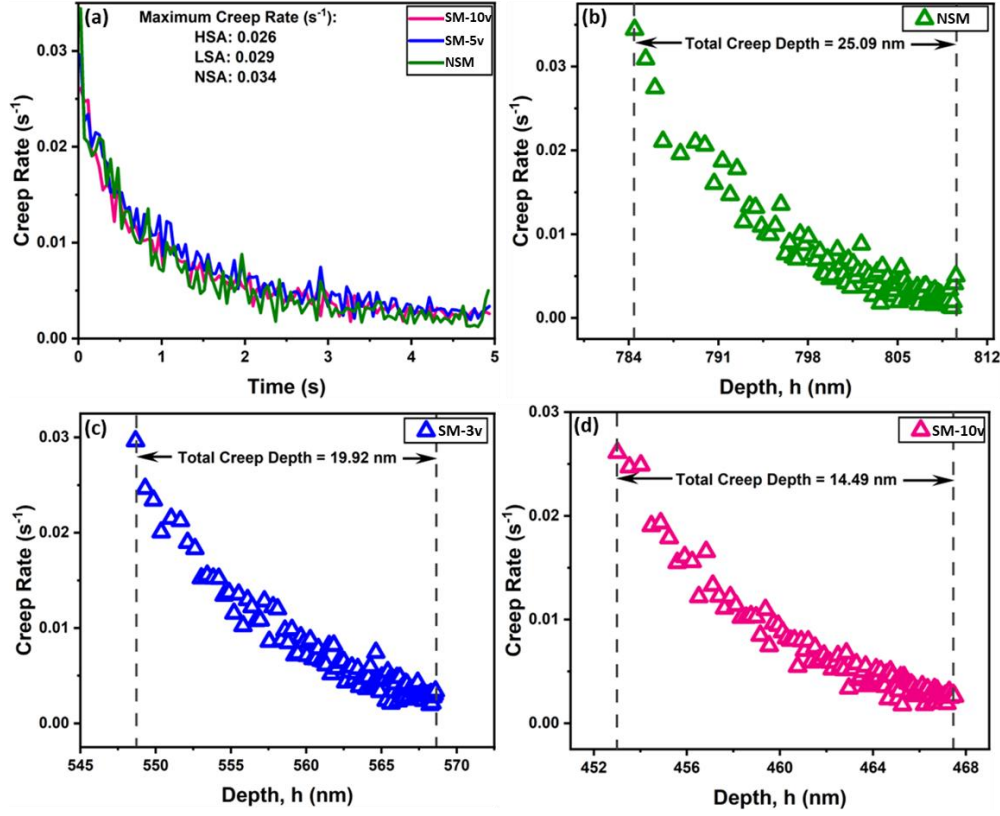 (a)
Maximum Creep Rate (s⁻¹):
HSA: 0.026
LSA: 0.029
NSA: 0.034
SM-10v
SM-5v
NSM
0.03
0.02
0.01
0.00
Creep Rate (s⁻¹)
0 1 2 3 4 5
Time (s)
(b)
NSM
Total Creep Depth = 25.09 nm
0.03
0.02
0.01
0.00
Creep Rate (s⁻¹)
784 791 798 805 812
Depth, h (nm)
(c)
SM-3v
Total Creep Depth = 19.92 nm
0.03
0.02
0.01
0.00
Creep Rate (s⁻¹)
545 550 555 560 565 570
Depth, h (nm)
(d)
SM-10v
Total Creep Depth = 14.49 nm
0.03
0.02
0.01
0.00
Creep Rate (s⁻¹)
452 456 460 464 468
Depth, h (nm)